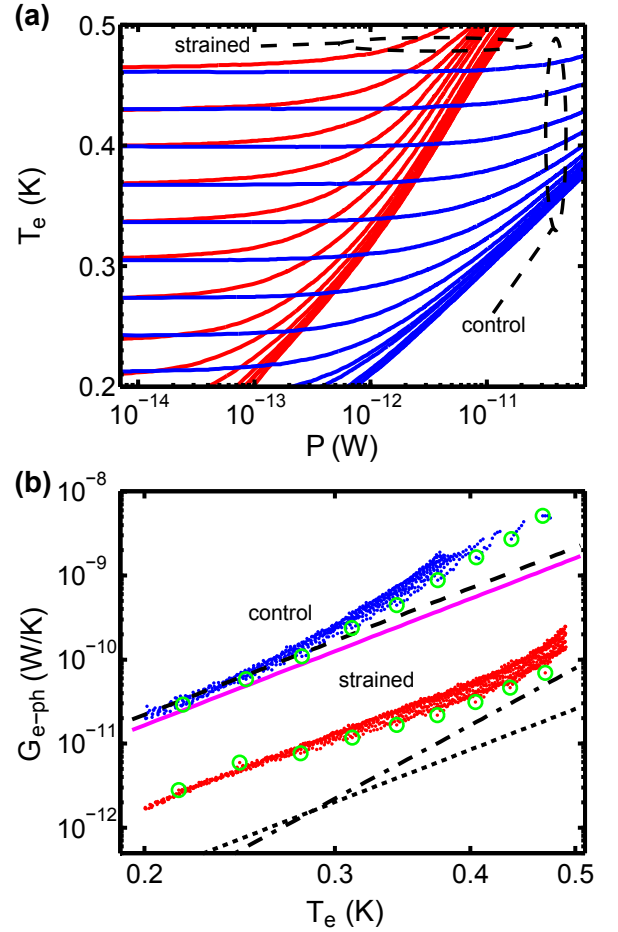 (a)
0.5
strained
0.4
T_e (K)
0.3
control
0.2
10^−14
10^−13
10^−12
10^−11
P (W)
(b)
10^−8
10^−9
control
10^−10
strained
G_e−ph (W/K)
10^−11
10^−12
0.2
0.3
0.4
0.5
T_e (K)